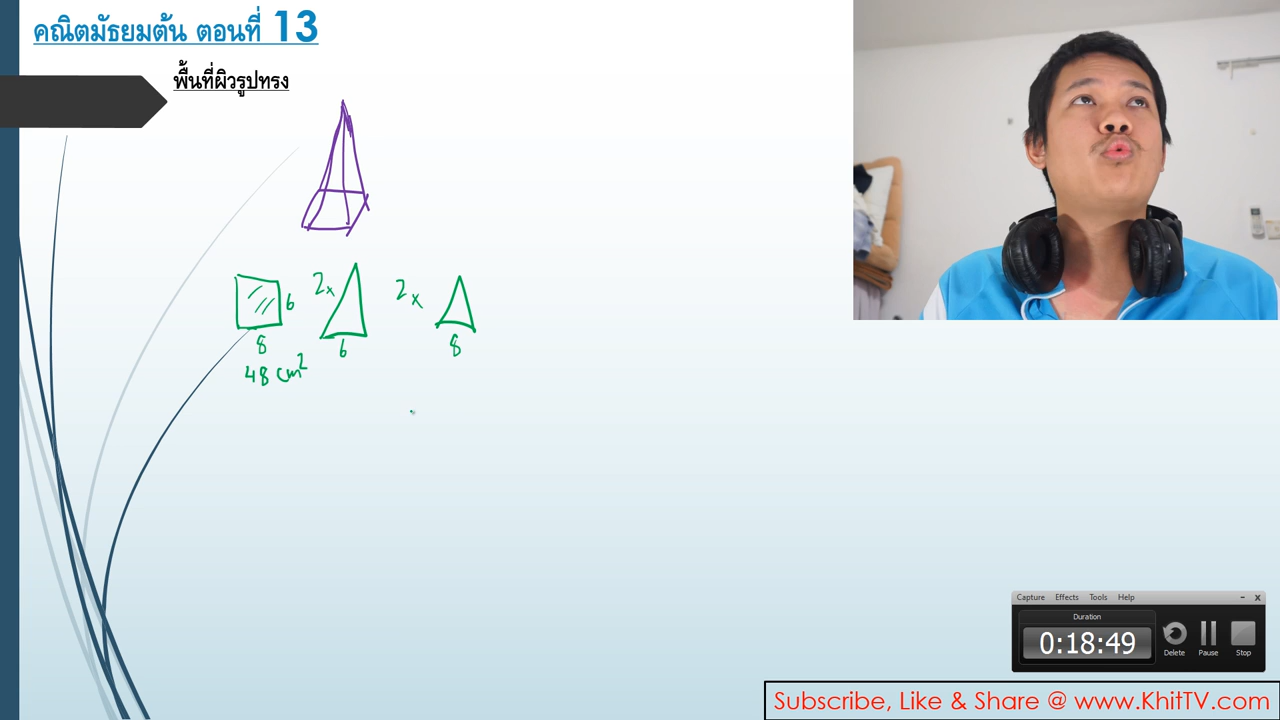 คณิตมัธยมต้น ตอนที่ 13
พื้นที่ผิวรูปทรง
2x
2x
6
8
6
8
48 cm²
Capture Effects Tools Help
Duration
0:18:49
Delete Pause Stop
Subscribe, Like & Share @ www.KhitTV.com